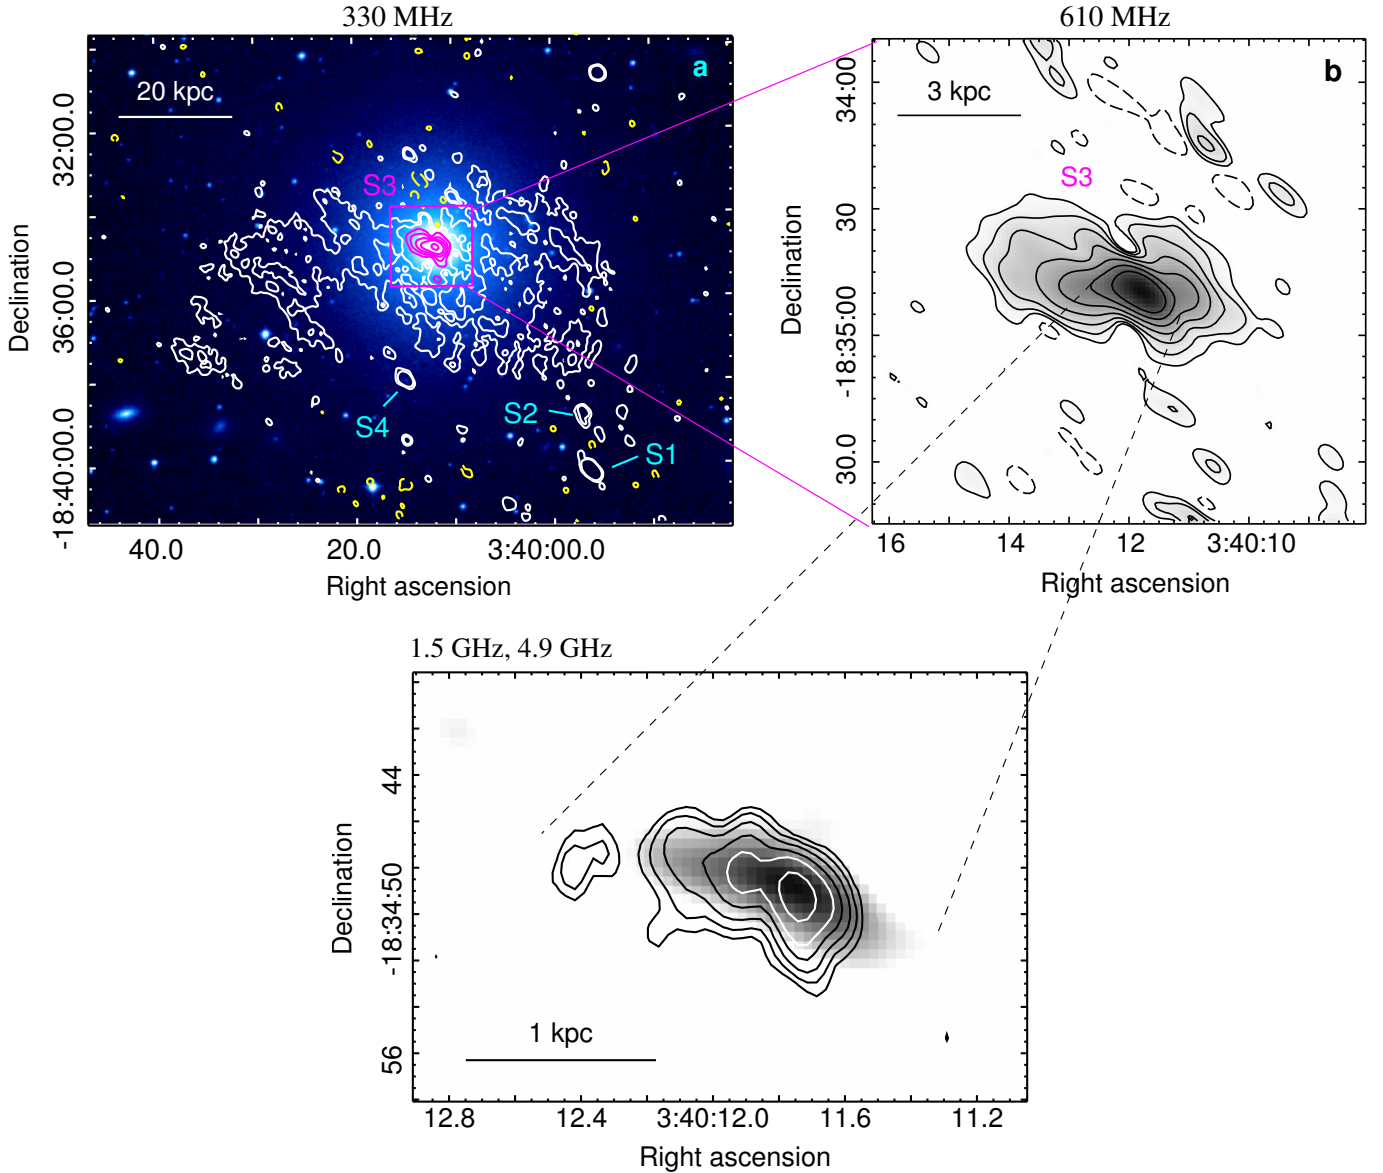 330 MHz
a
20 kpc
32:00.0
36:00.0
-18:40:00.0
Declination
S3
S4
S2
S1
40.0
20.0
3:40:00.0
Right ascension
610 MHz
b
3 kpc
34:00
30
-18:35:00
30.0
Declination
S3
16
14
12
3:40:10
Right ascension
1.5 GHz, 4.9 GHz
44
-18:34:50
56
Declination
1 kpc
12.8
12.4
3:40:12.0
11.6
11.2
Right ascension